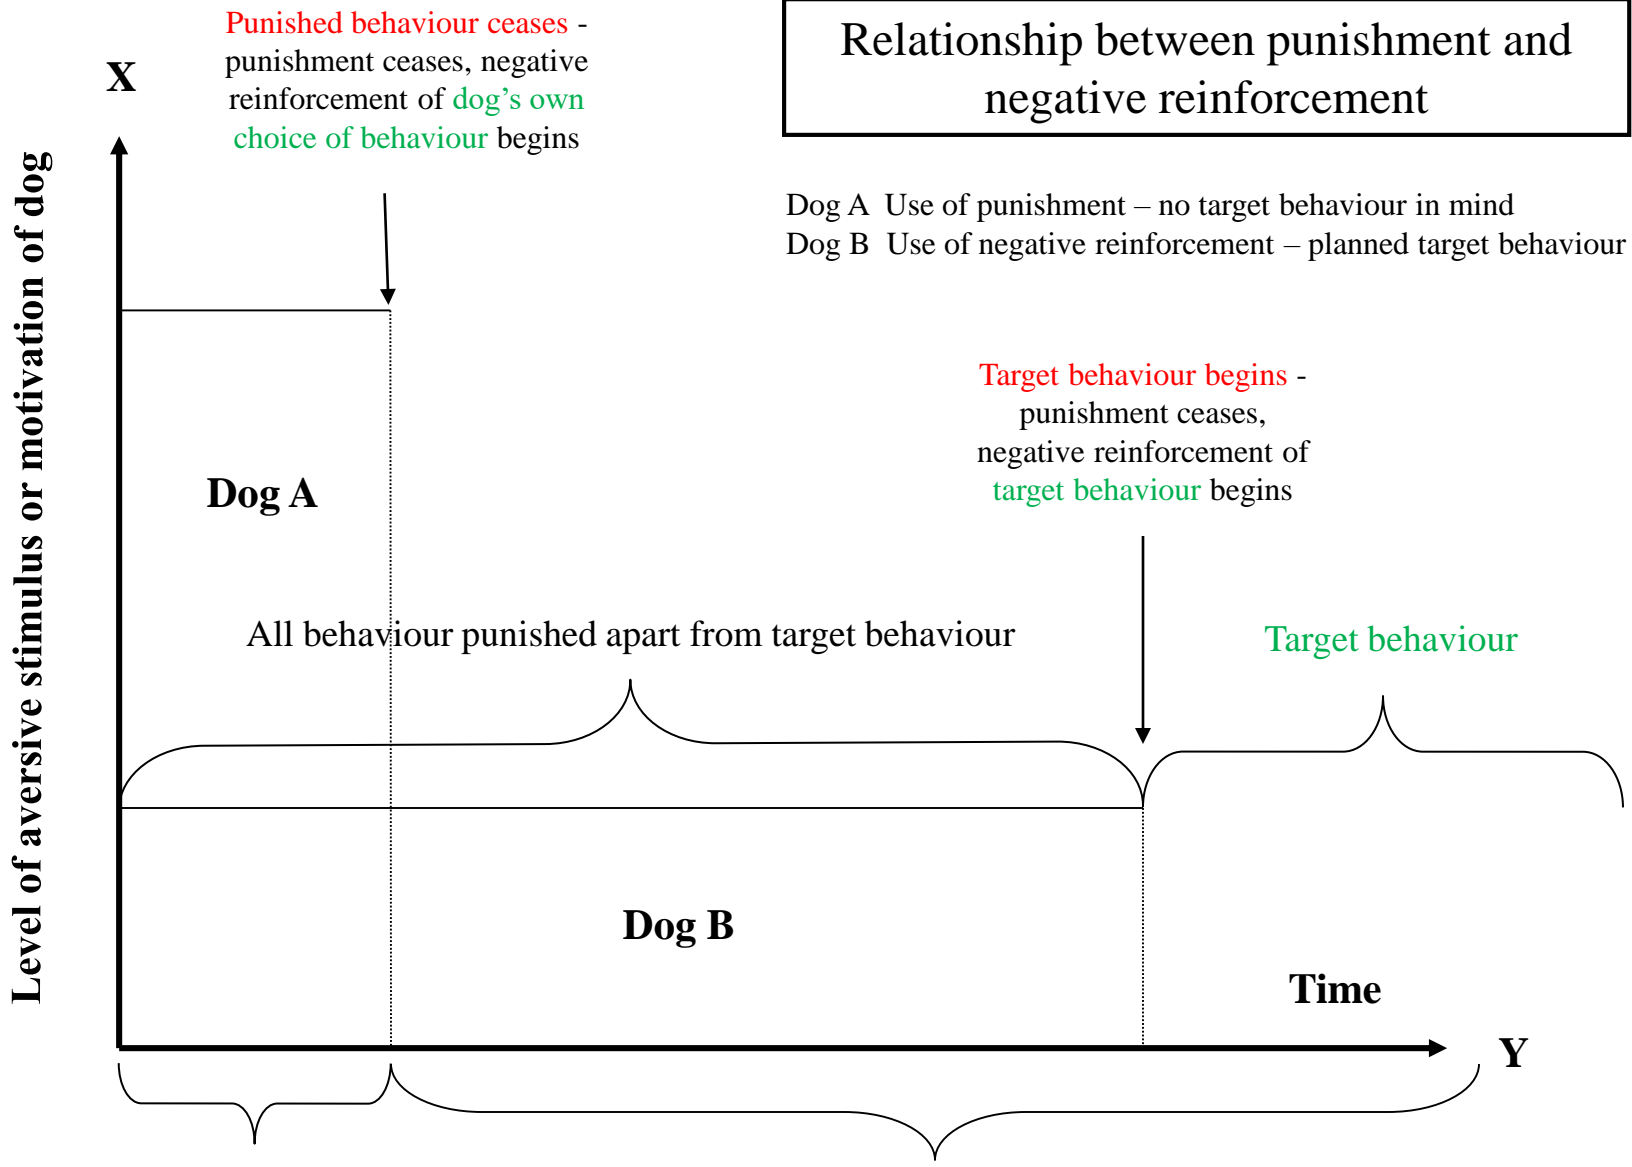 Punished behaviour ceases -
punishment ceases, negative
reinforcement of dog's own
choice of behaviour begins
Relationship between punishment and
negative reinforcement
X
Dog A  Use of punishment – no target behaviour in mind
Dog B  Use of negative reinforcement – planned target behaviour
Level of aversive stimulus or motivation of dog
Target behaviour begins -
punishment ceases,
negative reinforcement of
target behaviour begins
Dog A
All behaviour punished apart from target behaviour
Target behaviour
Dog B
Time
Y